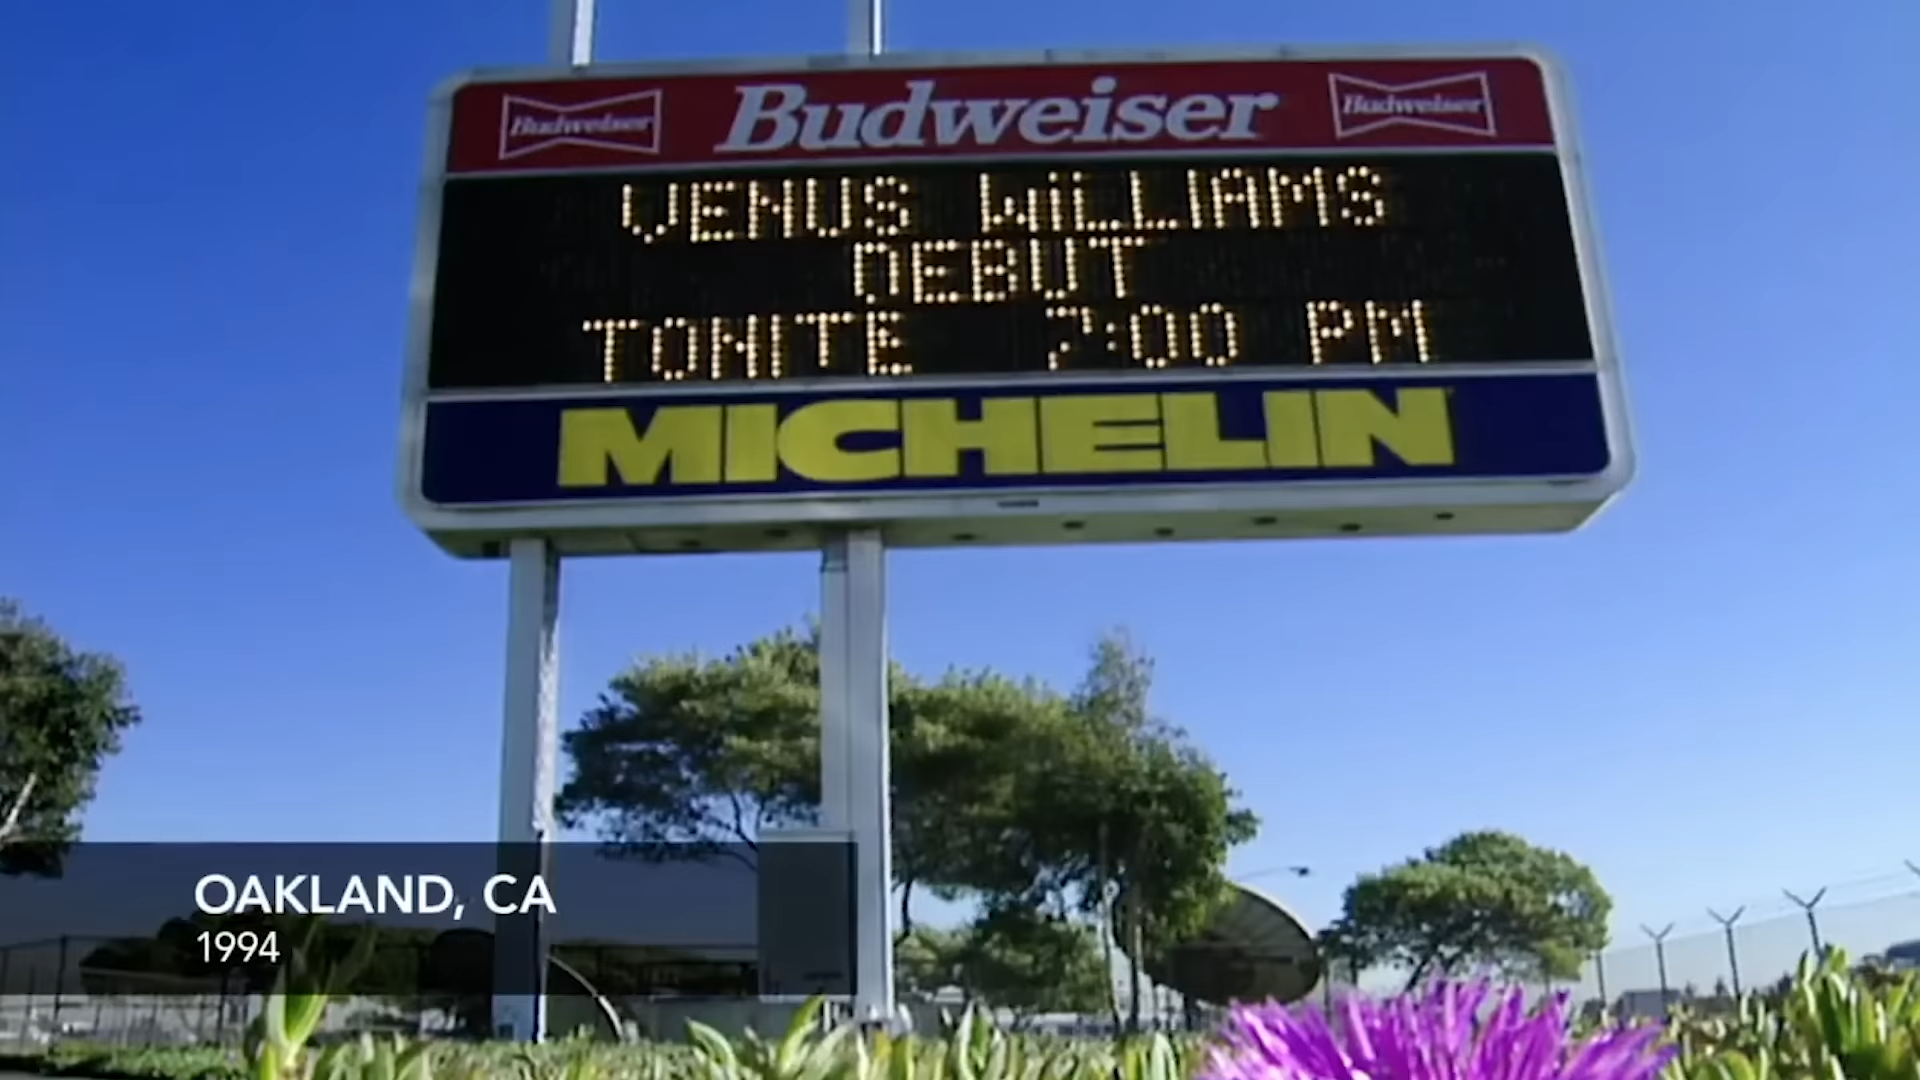 Budweiser Budweiser Budweiser
VENUS WILLIAMS
DEBUT
TONITE 7:00 PM
MICHELIN
OAKLAND, CA
1994